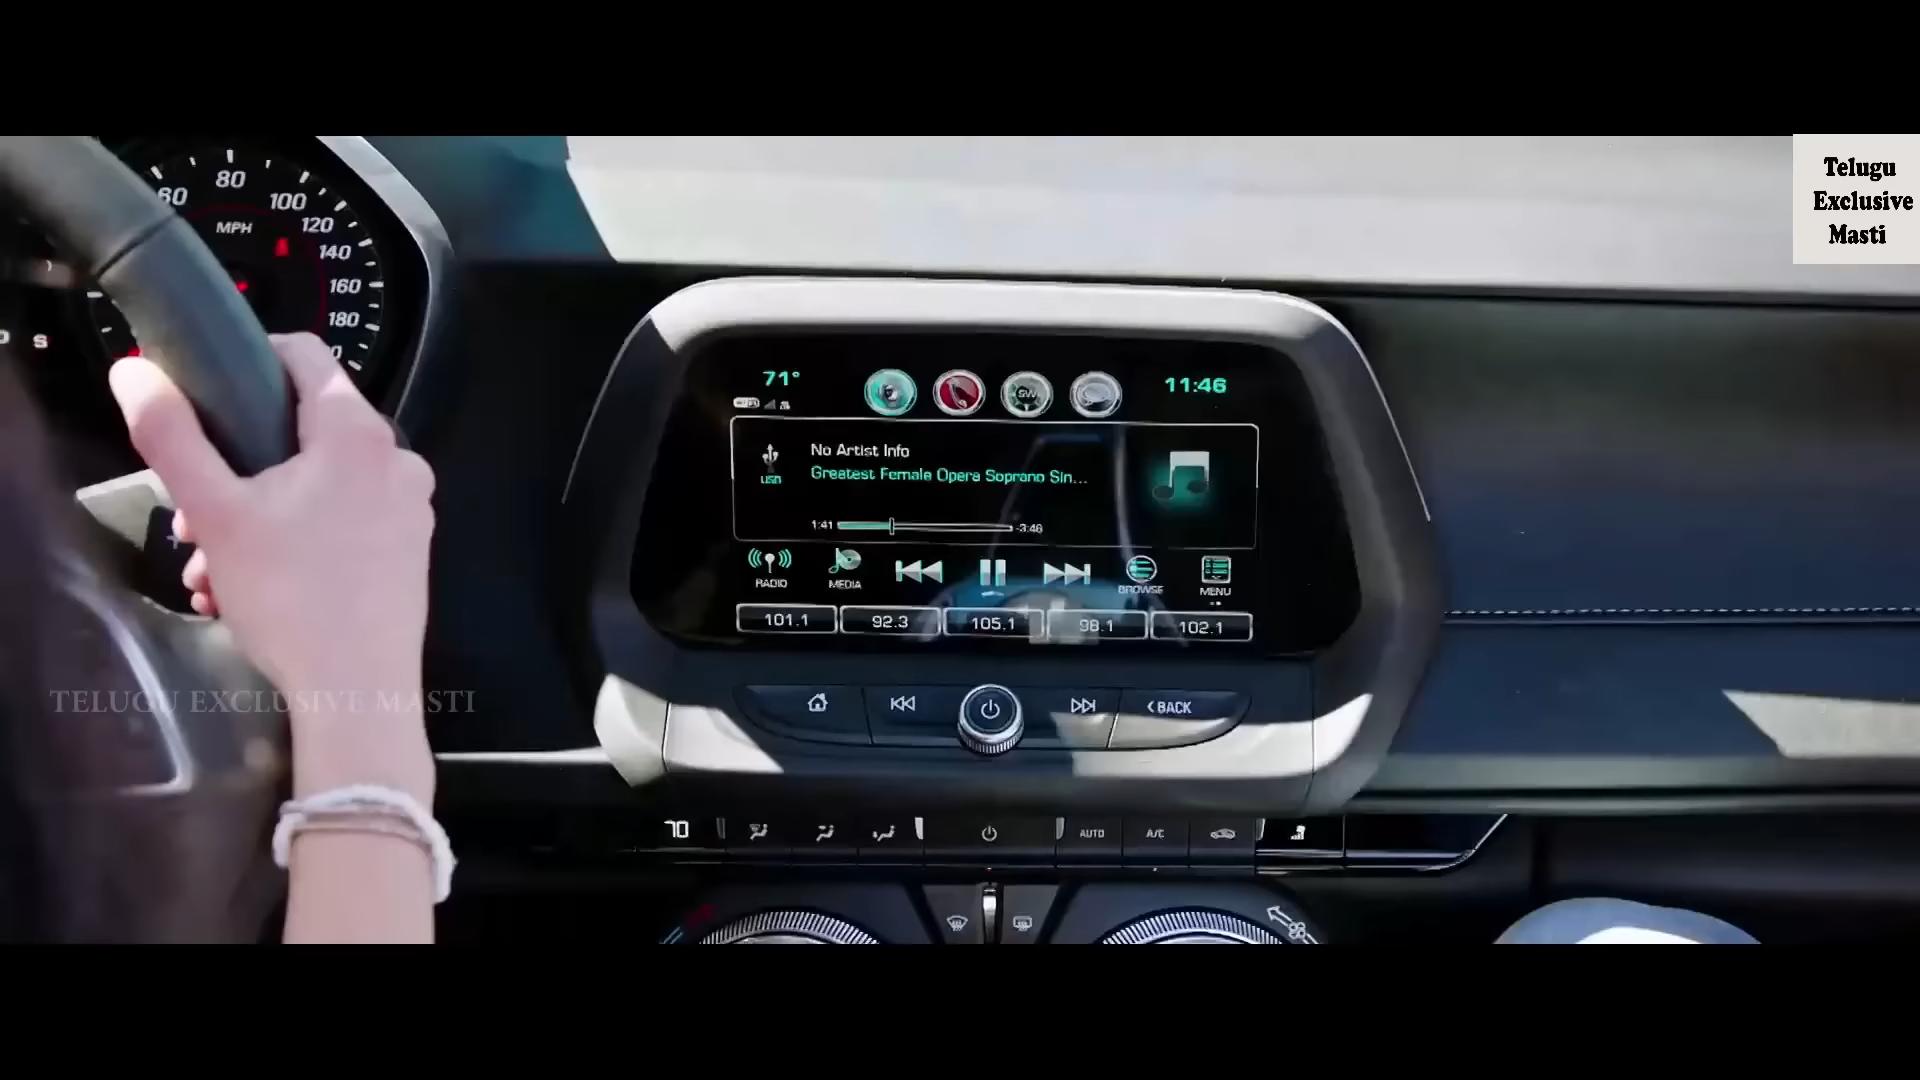 Telugu
Exclusive
Masti
60
80
100
120
140
160
180
MPH
S
71°
11:46
No Artist Info
Greatest Female Opera Soprano Sin...
USB
1:41
-3:46
RADIO
MEDIA
BROWSE
MENU
101.1
92.3
105.1
98.1
102.1
TELUGU EXCLUSIVE MASTI
BACK
70
AUTO
A/C